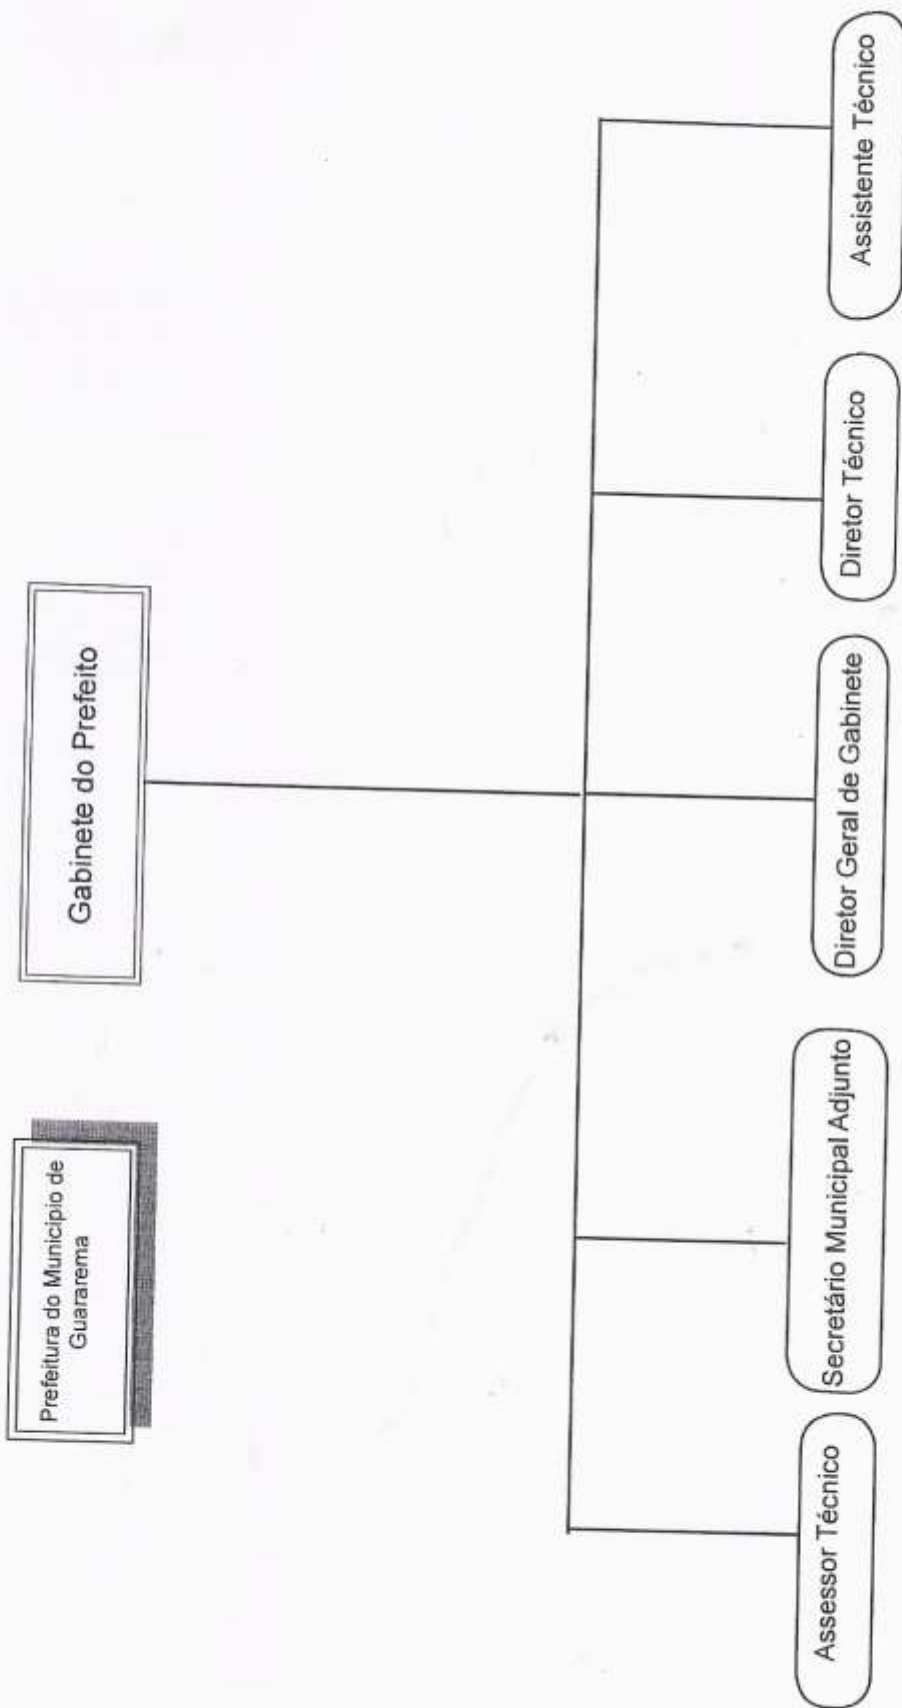 Prefeitura do Municipio de
Guararema
Gabinete do Prefeito
Assessor Técnico
Secretário Municipal Adjunto
Diretor Geral de Gabinete
Diretor Técnico
Assistente Técnico